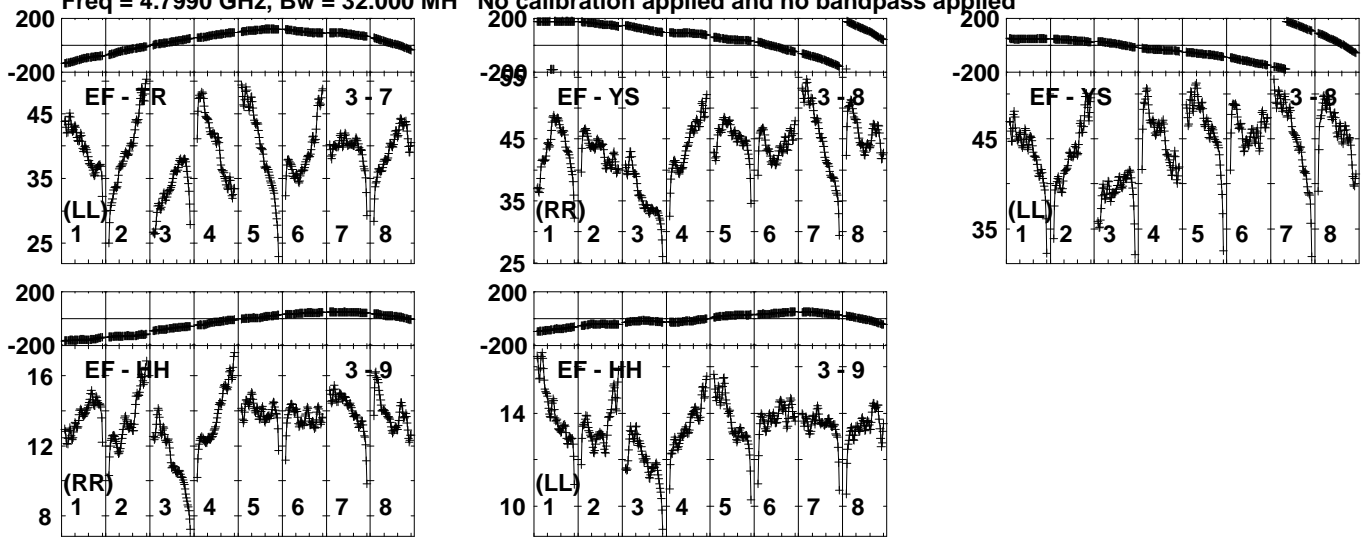 Freq = 4.7990 GHz, Bw = 32.000 MH No calibration applied and no bandpass applied
200
-200
EF - TR 3 - 7
45
35
25
(LL)
1 2 3 4 5 6 7 8
200
-200
55
EF - YS 3 - 8
45
35
25
(RR)
1 2 3 4 5 6 7 8
200
-200
EF - YS 3 - 8
45
35
(LL)
1 2 3 4 5 6 7 8
200
-200
EF - HH 3 - 9
16
12
8
(RR)
1 2 3 4 5 6 7 8
200
-200
EF - HH 3 - 9
14
10
(LL)
1 2 3 4 5 6 7 8